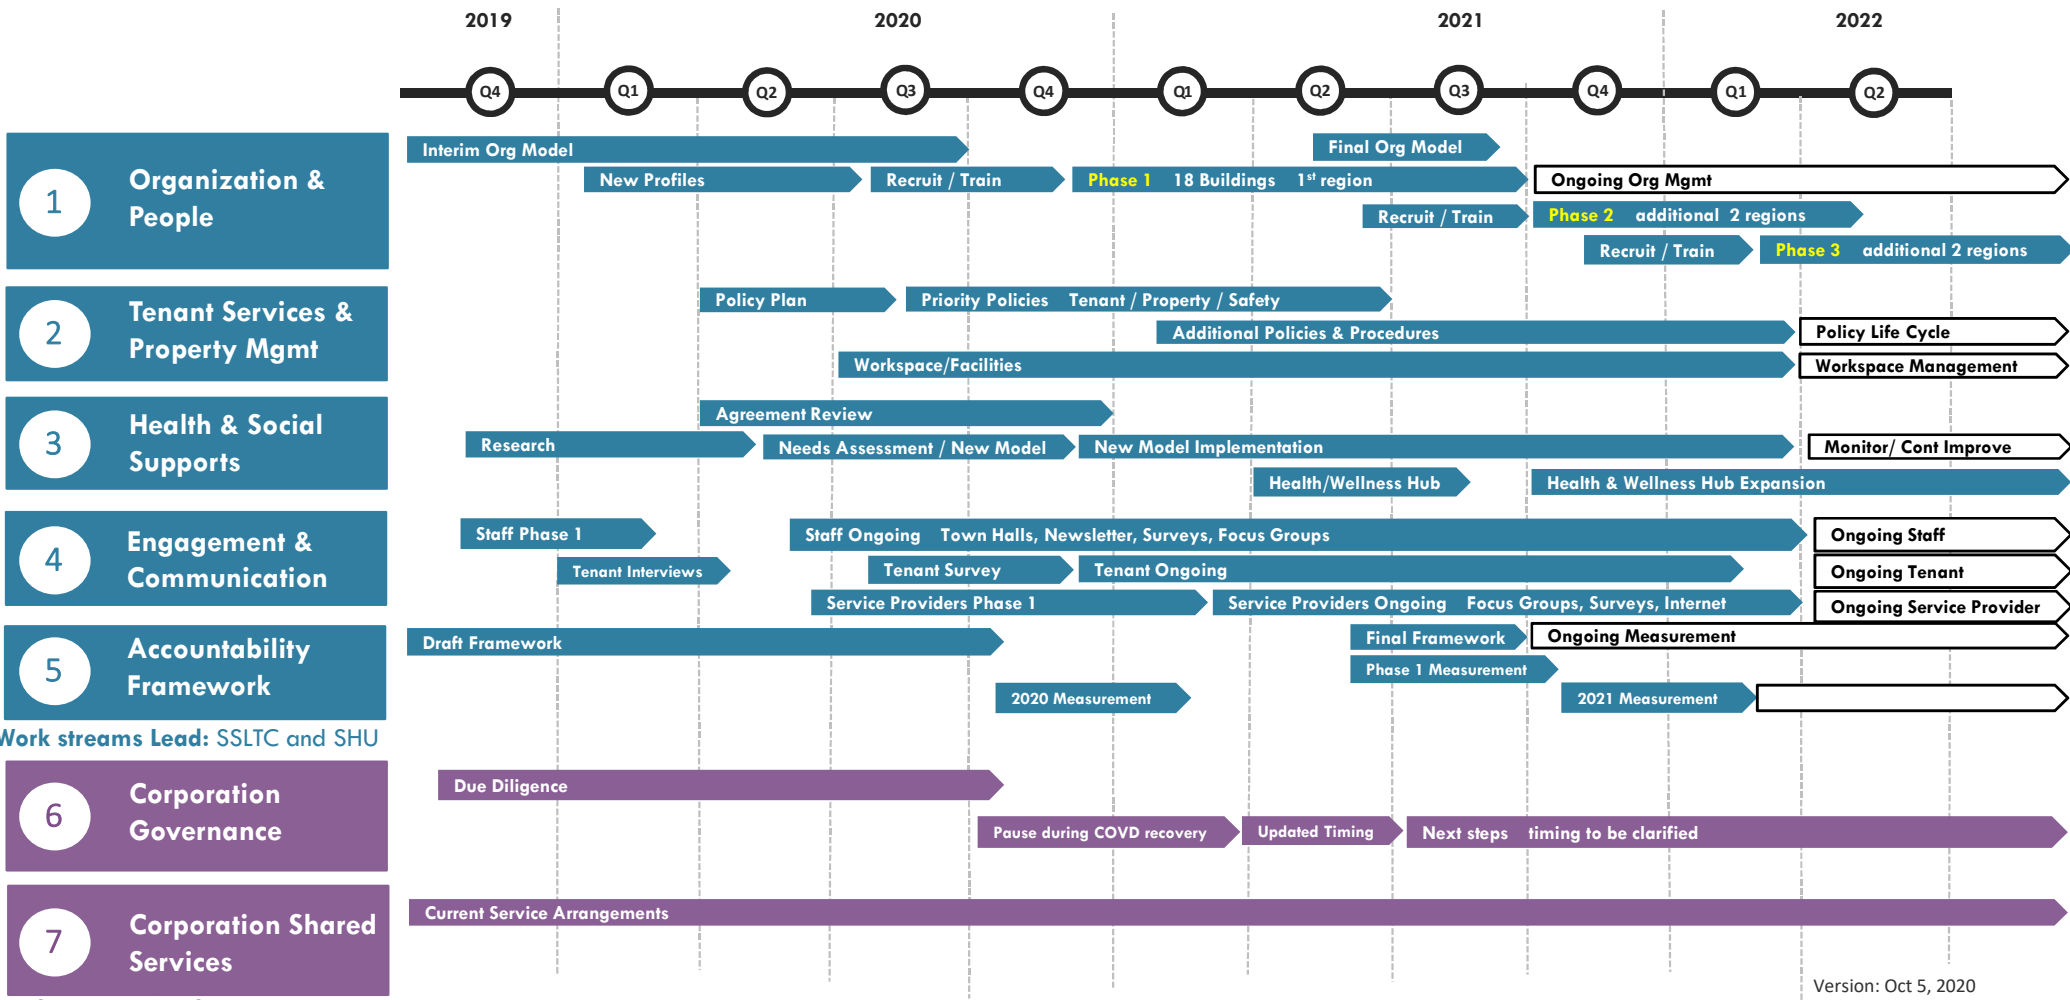 2019 2020 2021 2022
Q4 Q1 Q2 Q3 Q4 Q1 Q2 Q3 Q4 Q1 Q2
1 Organization &
People
Interim Org Model Final Org Model
New Profiles Recruit / Train Phase 1 18 Buildings 1st region Ongoing Org Mgmt
Recruit / Train Phase 2 additional 2 regions
Recruit / Train Phase 3 additional 2 regions
2 Tenant Services &
Property Mgmt
Policy Plan Priority Policies Tenant / Property / Safety
Additional Policies & Procedures Policy Life Cycle
Workspace/Facilities Workspace Management
3 Health & Social
Supports
Agreement Review
Research Needs Assessment / New Model New Model Implementation Monitor/ Cont Improve
Health/Wellness Hub Health & Wellness Hub Expansion
4 Engagement &
Communication
Staff Phase 1 Staff Ongoing Town Halls, Newsletter, Surveys, Focus Groups Ongoing Staff
Tenant Interviews Tenant Survey Tenant Ongoing Ongoing Tenant
Service Providers Phase 1 Service Providers Ongoing Focus Groups, Surveys, Internet Ongoing Service Provider
5 Accountability
Framework
Draft Framework Final Framework Ongoing Measurement
Phase 1 Measurement
2020 Measurement 2021 Measurement
Work streams Lead: SSLTC and SHU
6 Corporation
Governance
Due Diligence
Pause during COVD recovery Updated Timing Next steps timing to be clarified
7 Corporation Shared
Services
Current Service Arrangements
Version: Oct 5, 2020